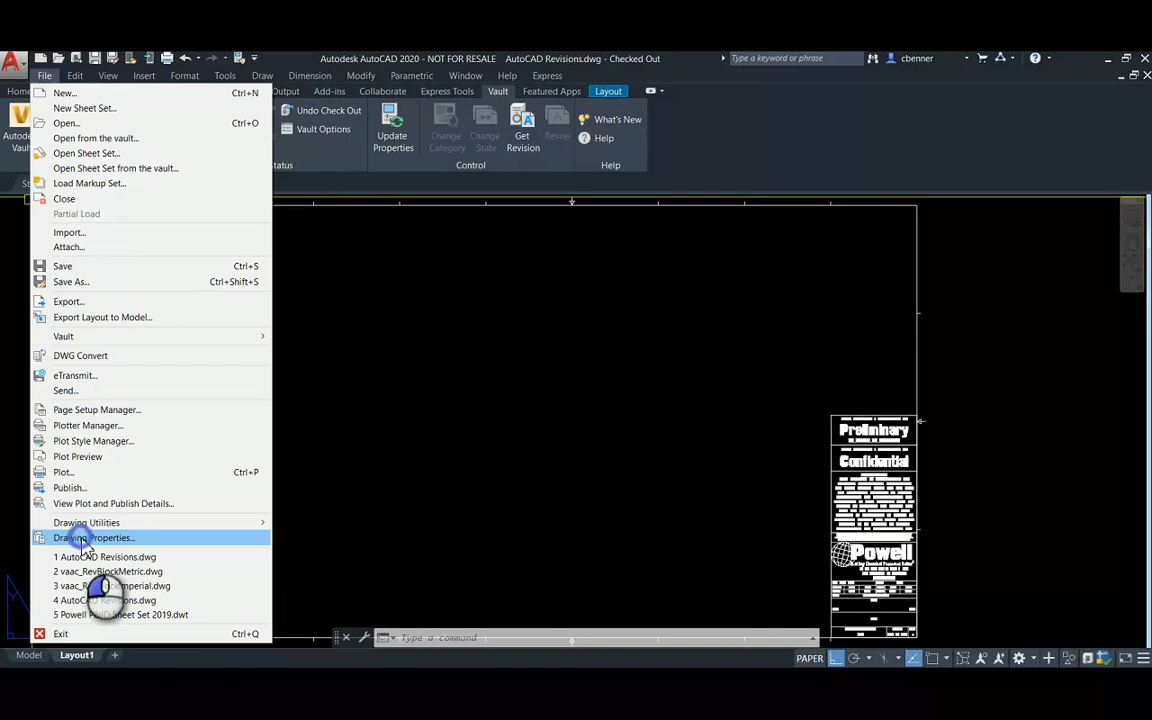 Autodesk AutoCAD 2020 - NOT FOR RESALE AutoCAD Revisions.dwg - Checked Out
Type a keyword or phrase
cbenner
File Edit View Insert Format Tools Draw Dimension Modify Parametric Window Help Express
Output Add-ins Collaborate Express Tools Vault Featured Apps Layout
Undo Check Out
Vault Options
Update Properties
Change Category
Change State
Get Revision
Revise
What's New
Help
Control
Help
New... Ctrl+N
New Sheet Set...
Open... Ctrl+O
Open from the vault...
Open Sheet Set...
Open Sheet Set from the vault...
Load Markup Set...
Close
Partial Load
Import...
Attach...
Save Ctrl+S
Save As... Ctrl+Shift+S
Export...
Export Layout to Model...
Vault
DWG Convert
eTransmit...
Send...
Page Setup Manager...
Plotter Manager...
Plot Style Manager...
Plot Preview
Plot... Ctrl+P
Publish...
View Plot and Publish Details...
Drawing Utilities
Drawing Properties...
1 AutoCAD Revisions.dwg
2 vaac_RevBlockMetric.dwg
4 AutoCAD Revisions.dwg
Sheet Set 2019.dwt
Exit Ctrl+Q
Preliminary
Confidential
Powell
Type a command
Model Layout1
PAPER